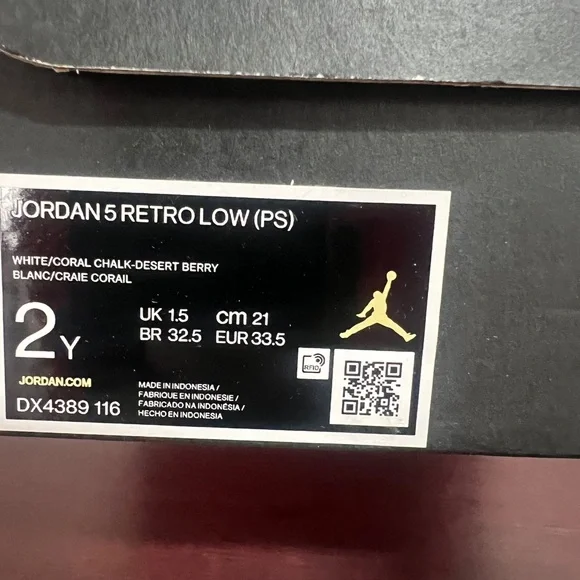 JORDAN 5 RETRO LOW (PS)
WHITE/CORAL CHALK-DESERT BERRY
BLANC/CRAIE CORAIL
2Y
UK 1.5 cm 21
BR 32.5 EUR 33.5
RFID
JORDAN.COM
DX4389 116
MADE IN INDONESIA /
FABRIQUE EN INDONESIE /
FABRICADO NA INDONÉSIA /
HECHO EN INDONESIA